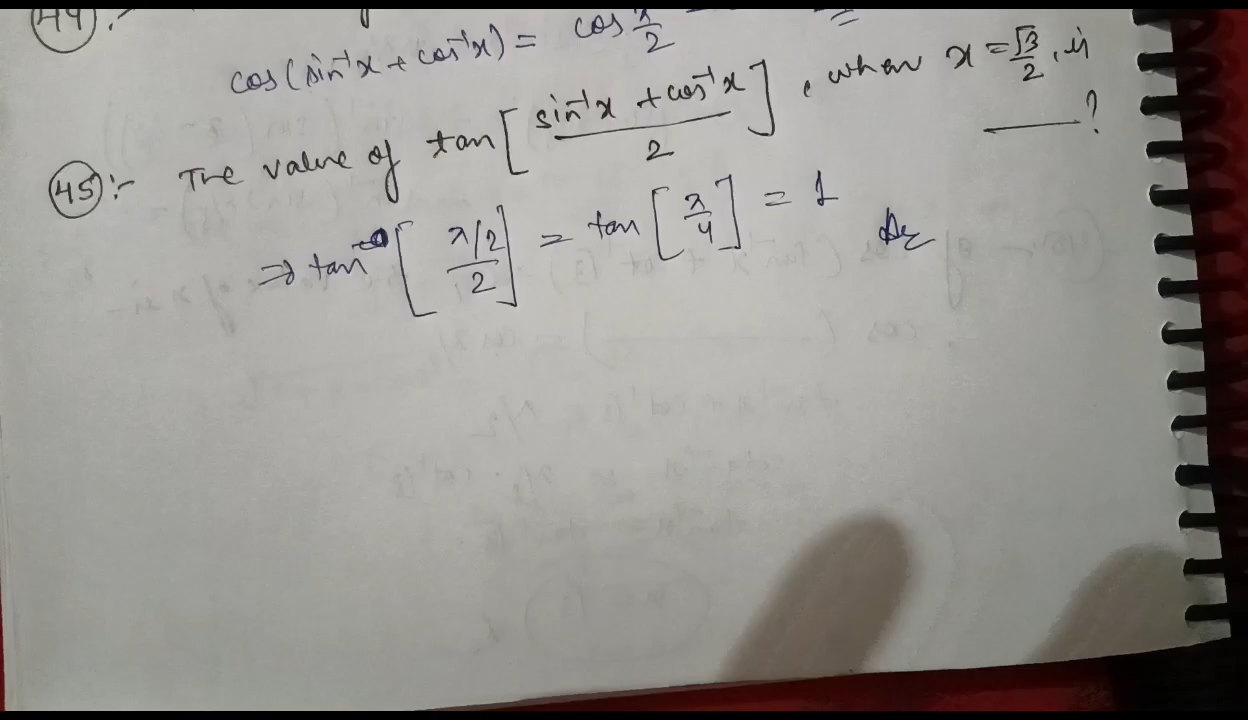 44 :-
cos(sin⁻¹x + cos⁻¹x) = cos π/2
45 :- The value of tan[(sin⁻¹x + cos⁻¹x)/2], when x = √3/2, is ____?
⇒ tan [(π/2)/2] = tan[π/4] = 1 Ans